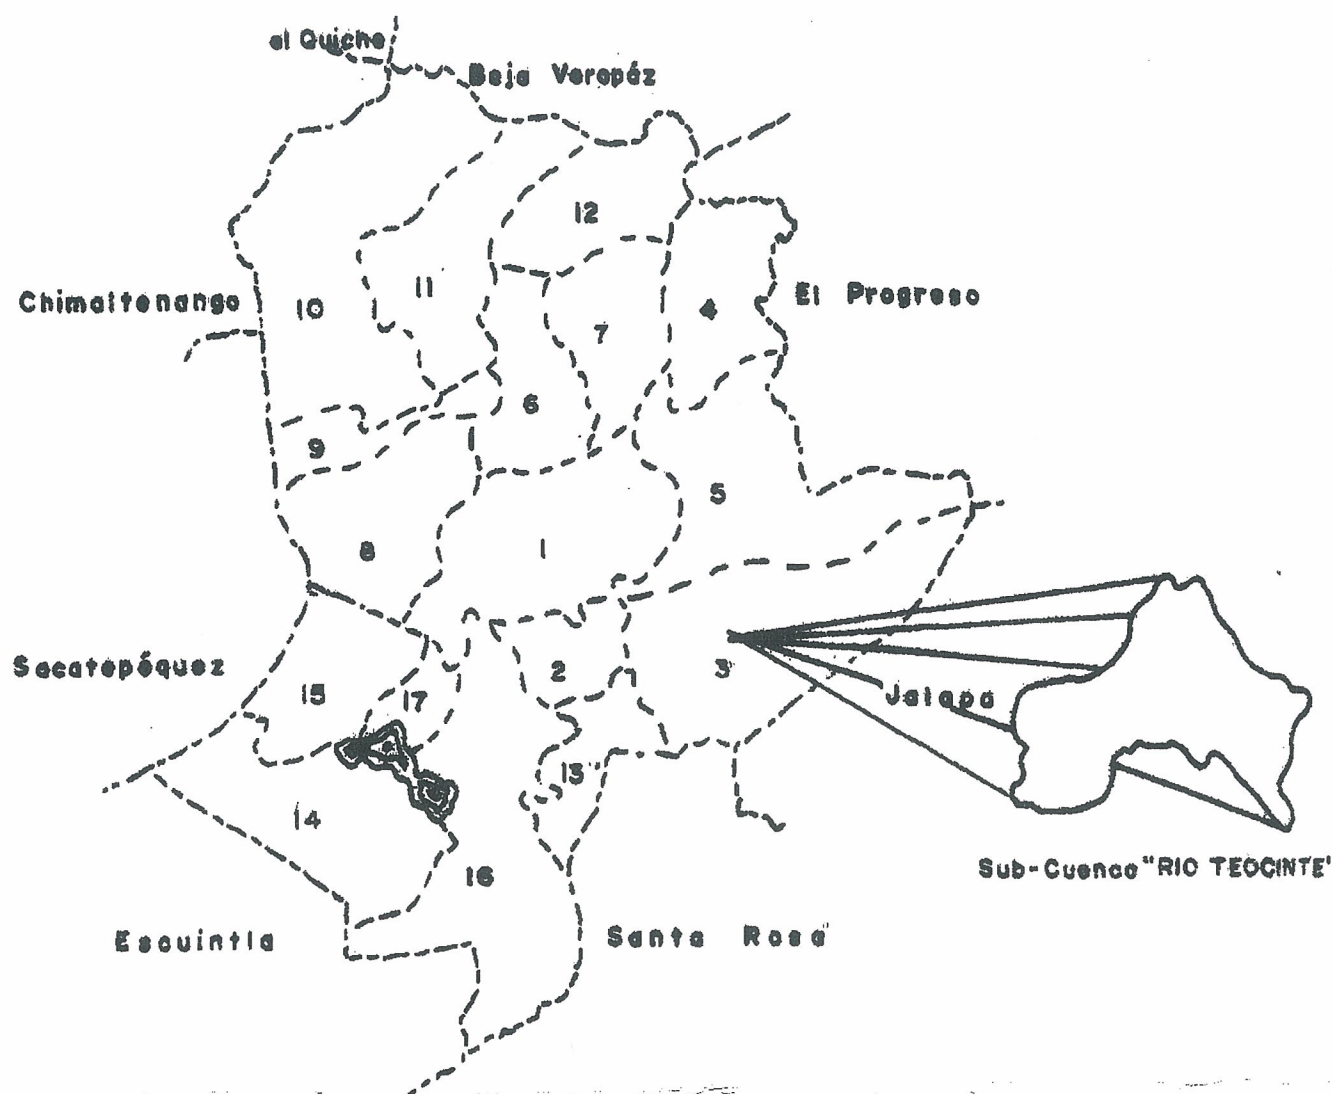 el Quiche
Baja Verapáz
12
11
Chimaltenango
10
El Progreso
4
7
6
9
5
8
1
Sacatepéquez
2
3
15
17
Jalapa
13
14
16
Sub-Cuenca "RIO TEOCINTE"
Escuintla
Santa Rosa